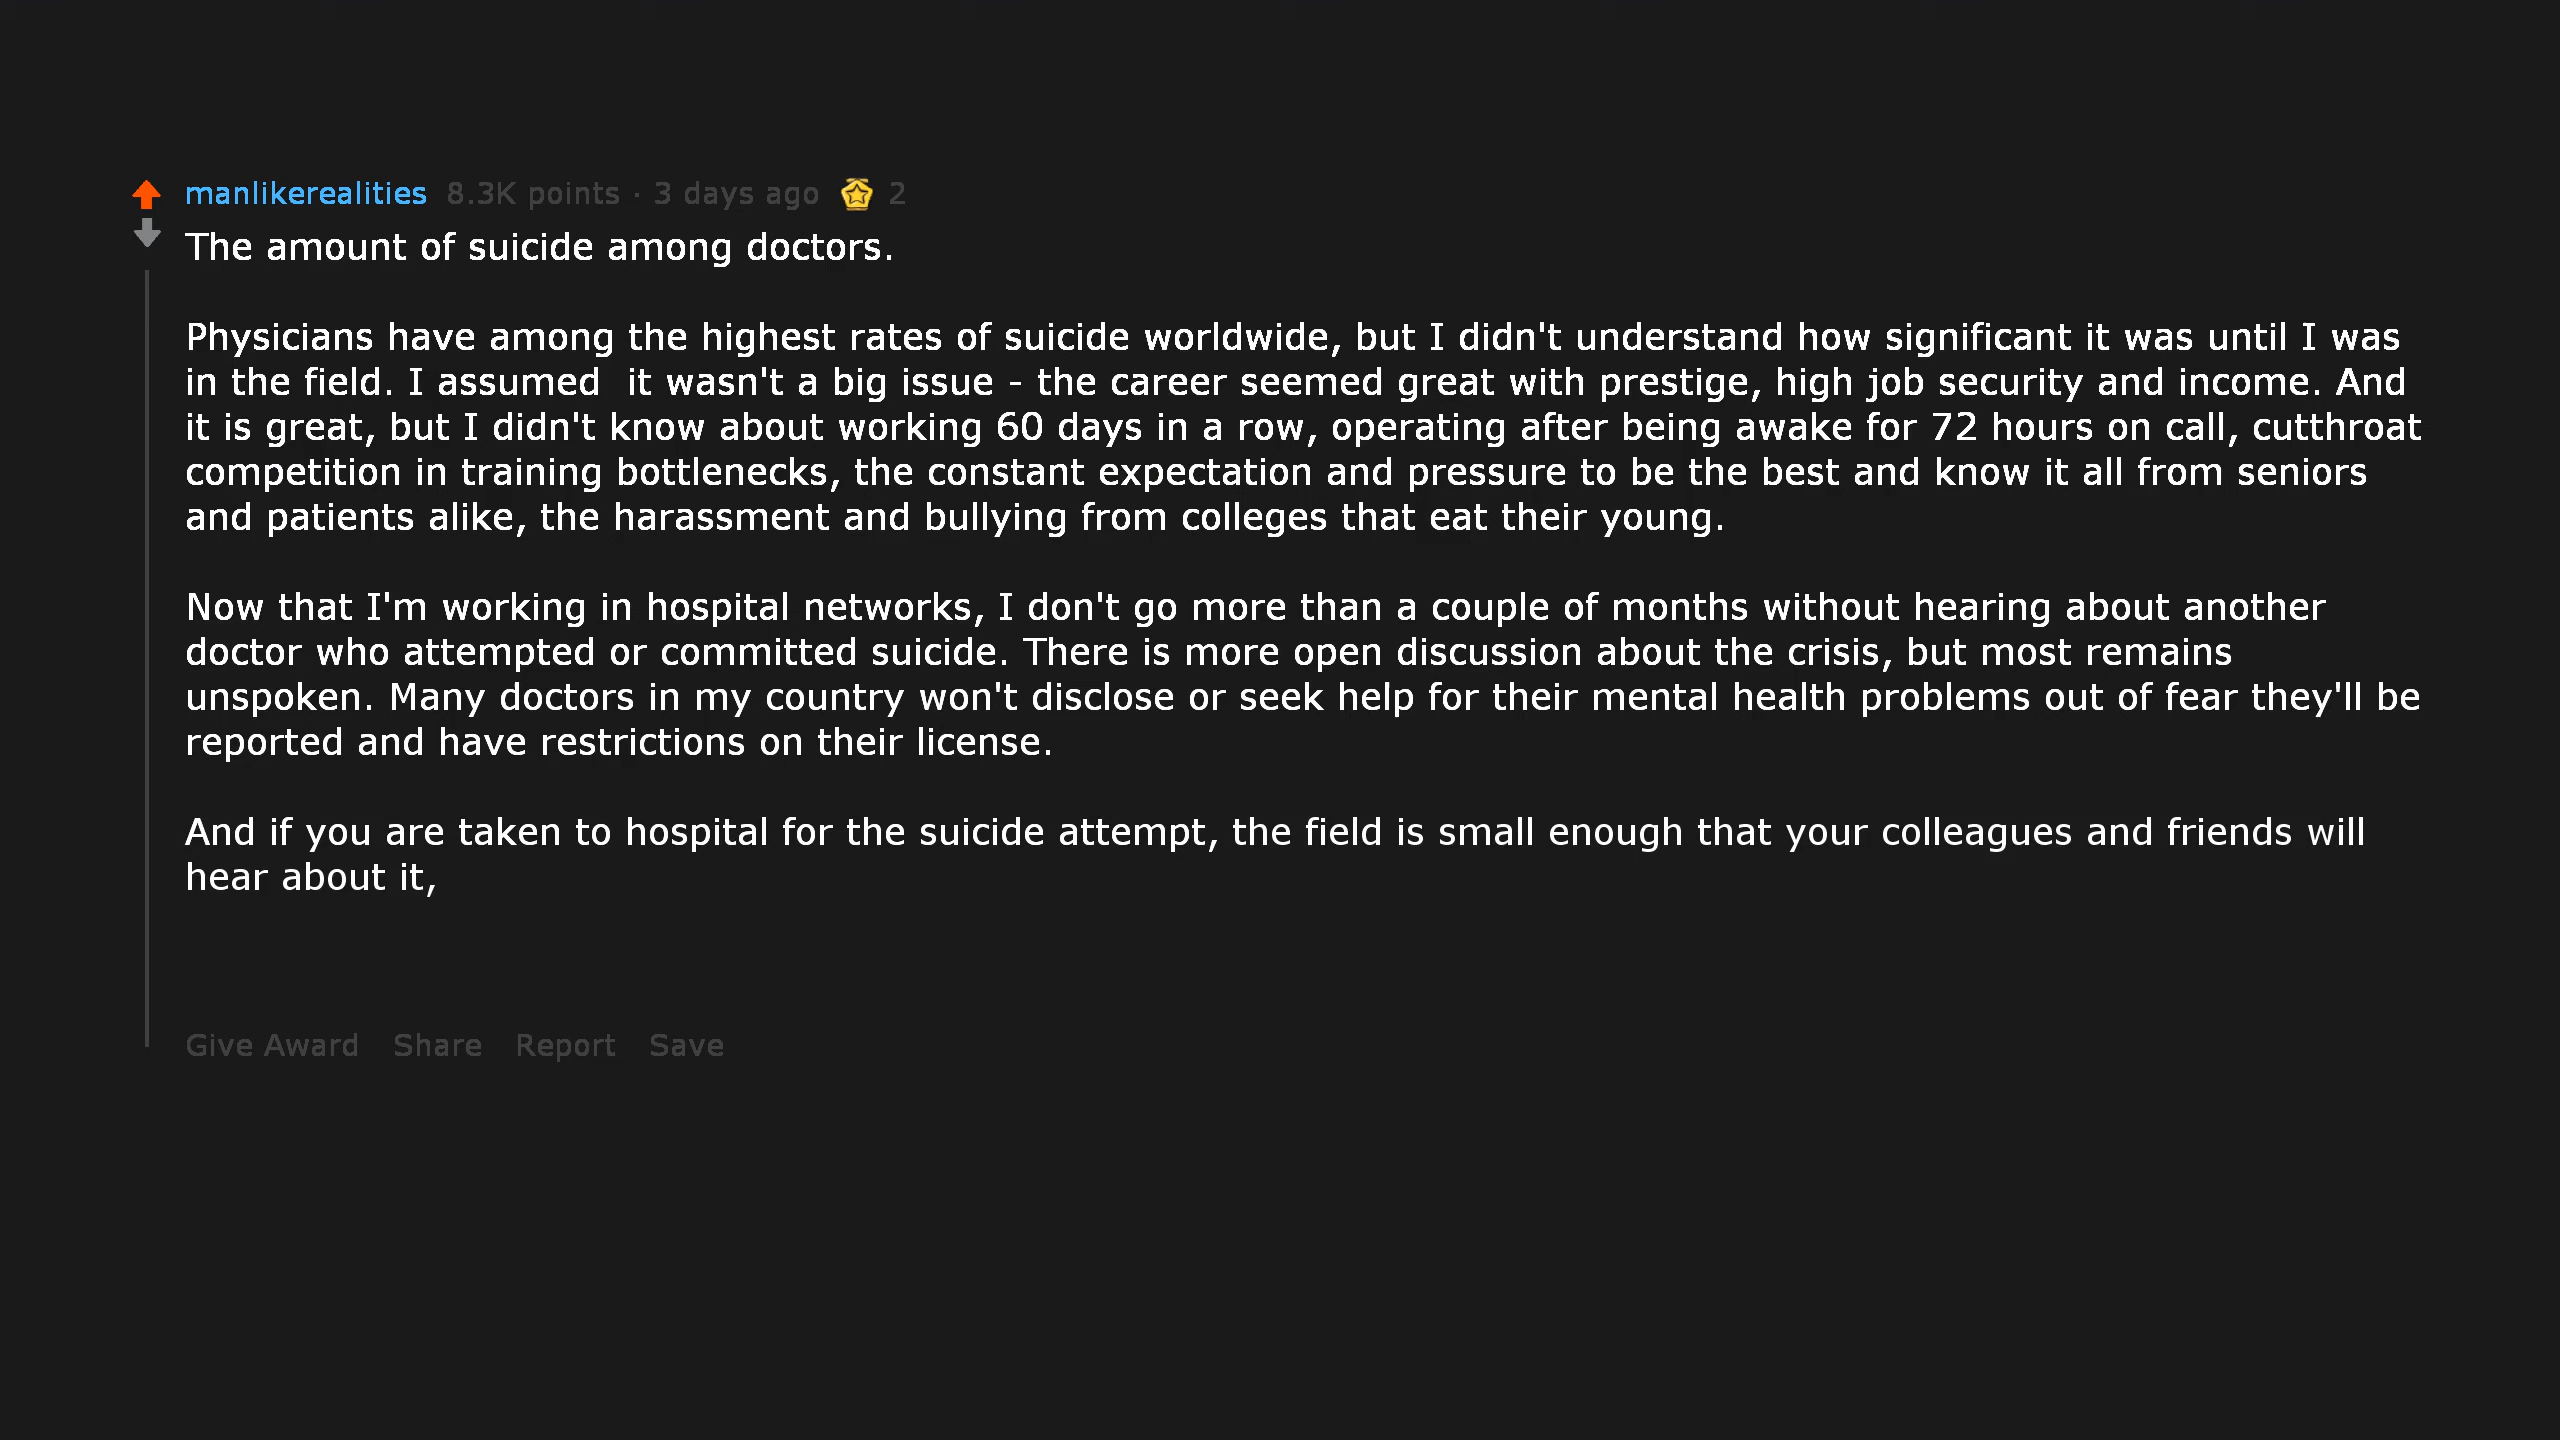 manlikerealities 8.3K points · 3 days ago 2
The amount of suicide among doctors.
Physicians have among the highest rates of suicide worldwide, but I didn't understand how significant it was until I was
in the field. I assumed  it wasn't a big issue - the career seemed great with prestige, high job security and income. And
it is great, but I didn't know about working 60 days in a row, operating after being awake for 72 hours on call, cutthroat
competition in training bottlenecks, the constant expectation and pressure to be the best and know it all from seniors
and patients alike, the harassment and bullying from colleges that eat their young.
Now that I'm working in hospital networks, I don't go more than a couple of months without hearing about another
doctor who attempted or committed suicide. There is more open discussion about the crisis, but most remains
unspoken. Many doctors in my country won't disclose or seek help for their mental health problems out of fear they'll be
reported and have restrictions on their license.
And if you are taken to hospital for the suicide attempt, the field is small enough that your colleagues and friends will
hear about it,
Give Award Share Report Save